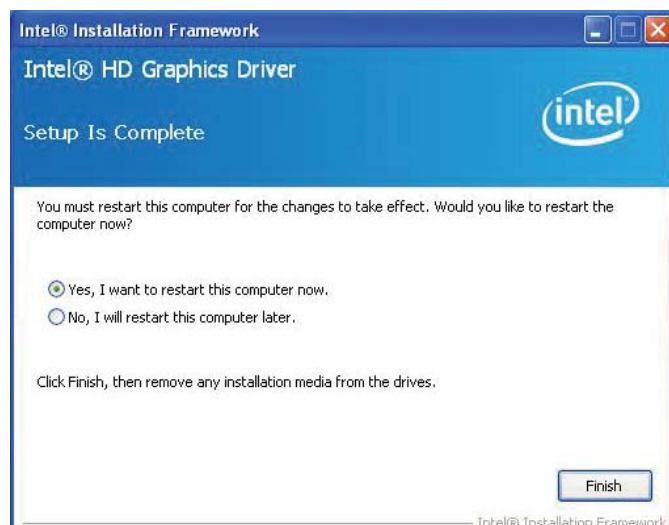 Intel® Installation Framework
Intel® HD Graphics Driver
intel
Setup Is Complete
You must restart this computer for the changes to take effect. Would you like to restart the
computer now?
Yes, I want to restart this computer now.
No, I will restart this computer later.
Click Finish, then remove any installation media from the drives.
Finish
Intel® Installation Framework